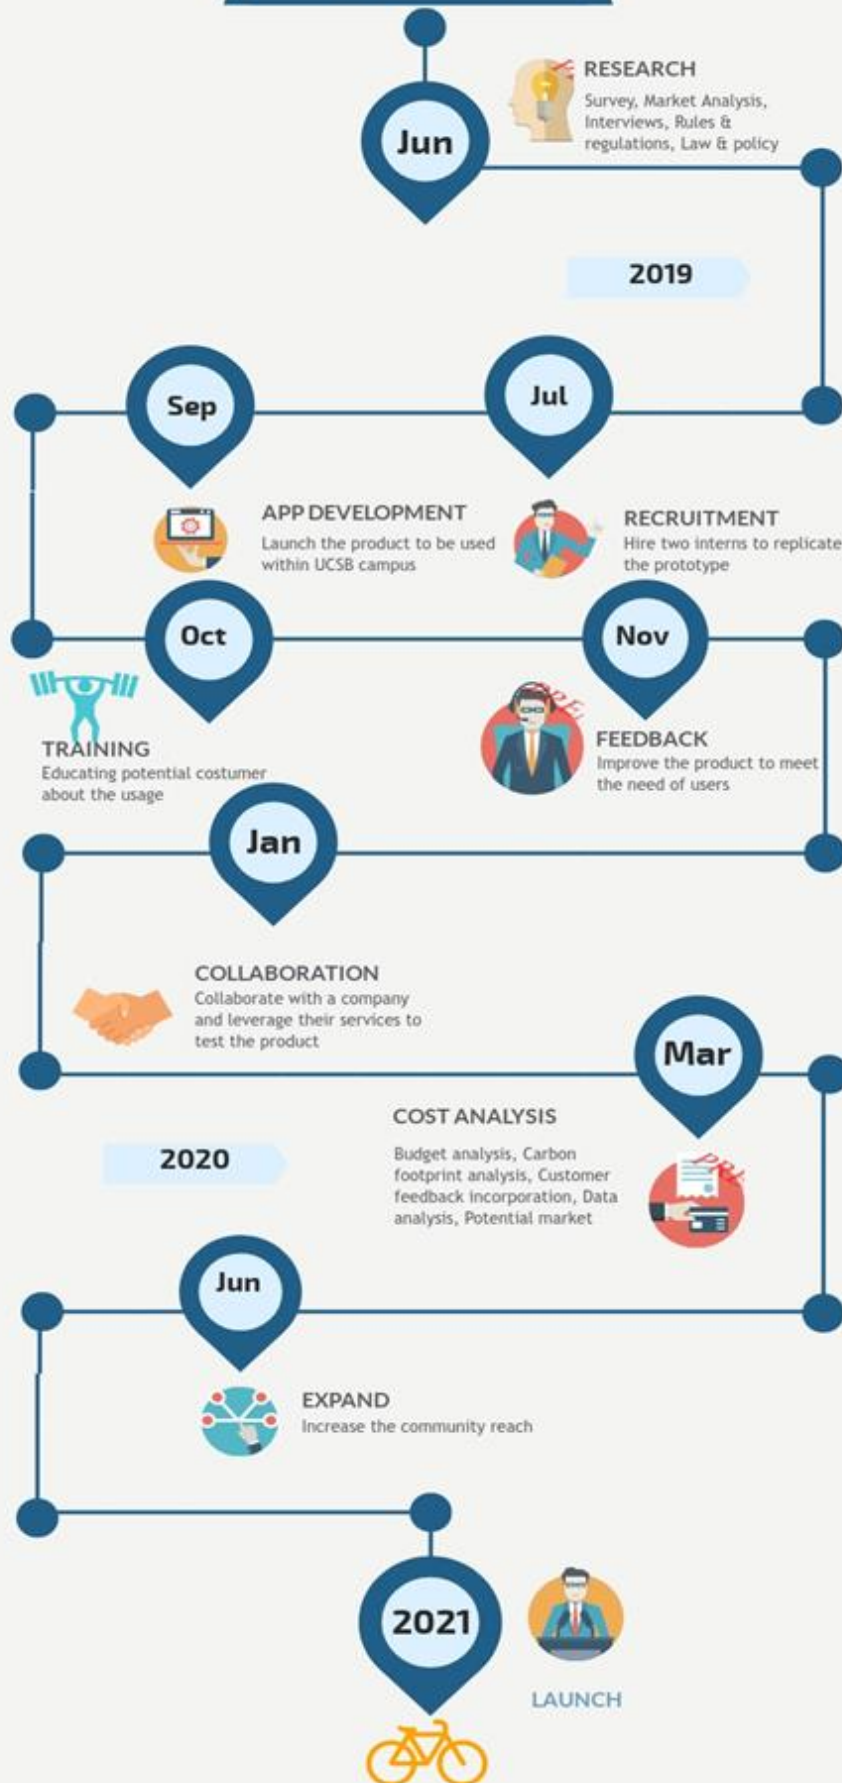 Jun
RESEARCH
Survey, Market Analysis,
Interviews, Rules &
regulations, Law & policy
2019
Jul
RECRUITMENT
Hire two interns to replicate
the prototype
Sep
APP DEVELOPMENT
Launch the product to be used
within UCSB campus
Oct
TRAINING
Educating potential costumer
about the usage
Nov
FEEDBACK
Improve the product to meet
the need of users
Jan
COLLABORATION
Collaborate with a company
and leverage their services to
test the product
Mar
COST ANALYSIS
Budget analysis, Carbon
footprint analysis, Customer
feedback incorporation, Data
analysis, Potential market
2020
Jun
EXPAND
Increase the community reach
2021
LAUNCH